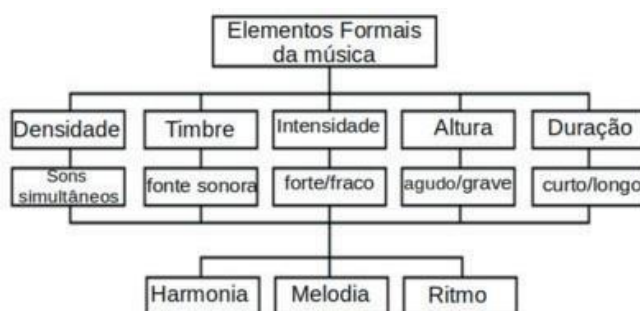 Elementos Formais
da música
Densidade
Timbre
Intensidade
Altura
Duração
Sons
simultâneos
fonte sonora
forte/fraco
agudo/grave
curto/longo
Harmonia
Melodia
Ritmo